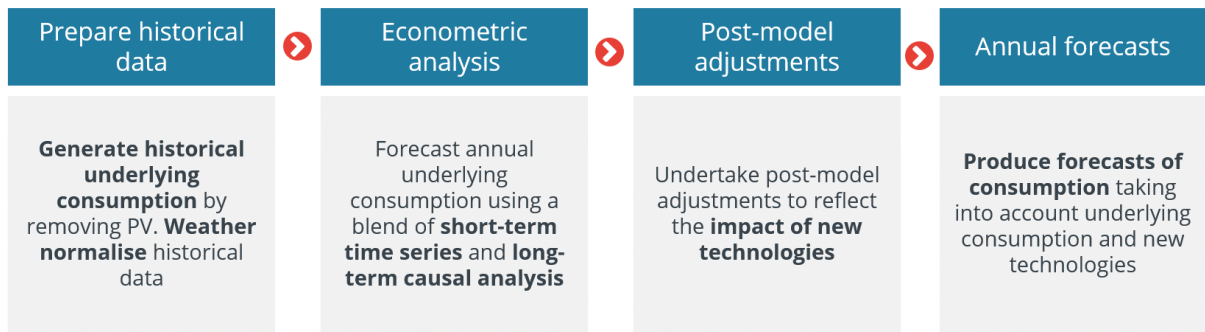 Prepare historical
data
Econometric
analysis
Post-model
adjustments
Annual forecasts
Generate historical
underlying
consumption by
removing PV. Weather
normalise historical
data
Forecast annual
underlying
consumption using a
blend of short-term
time series and long-
term causal analysis
Undertake post-model
adjustments to reflect
the impact of new
technologies
Produce forecasts of
consumption taking
into account underlying
consumption and new
technologies